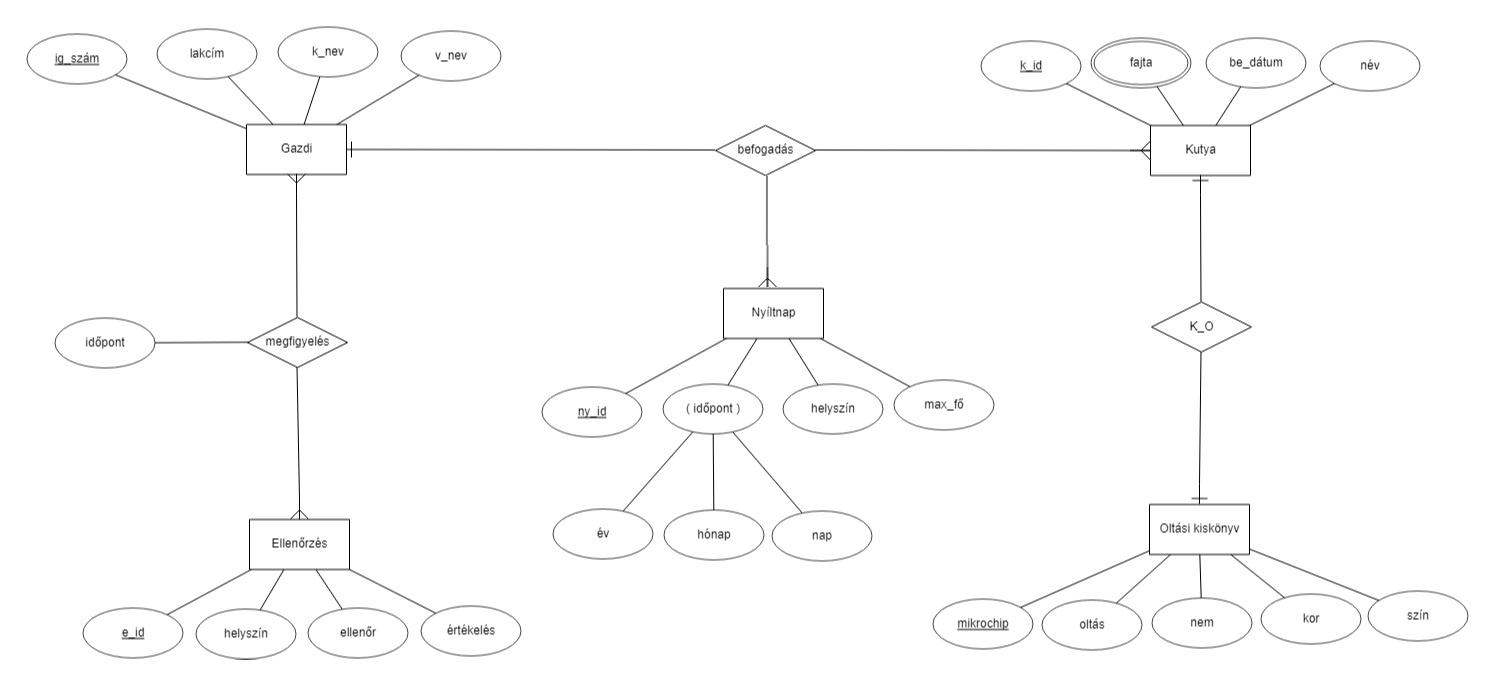 ig_szám
lakcím
k_nev
v_nev
k_id
fajta
be_dátum
név
Gazdi
befogadás
Kutya
Nyíltnap
K_O
időpont
megfigyelés
ny_id
( időpont )
helyszín
max_fő
év
hónap
nap
Ellenőrzés
Oltási kiskönyv
e_id
helyszín
ellenőr
értékelés
mikrochip
oltás
nem
kor
szín